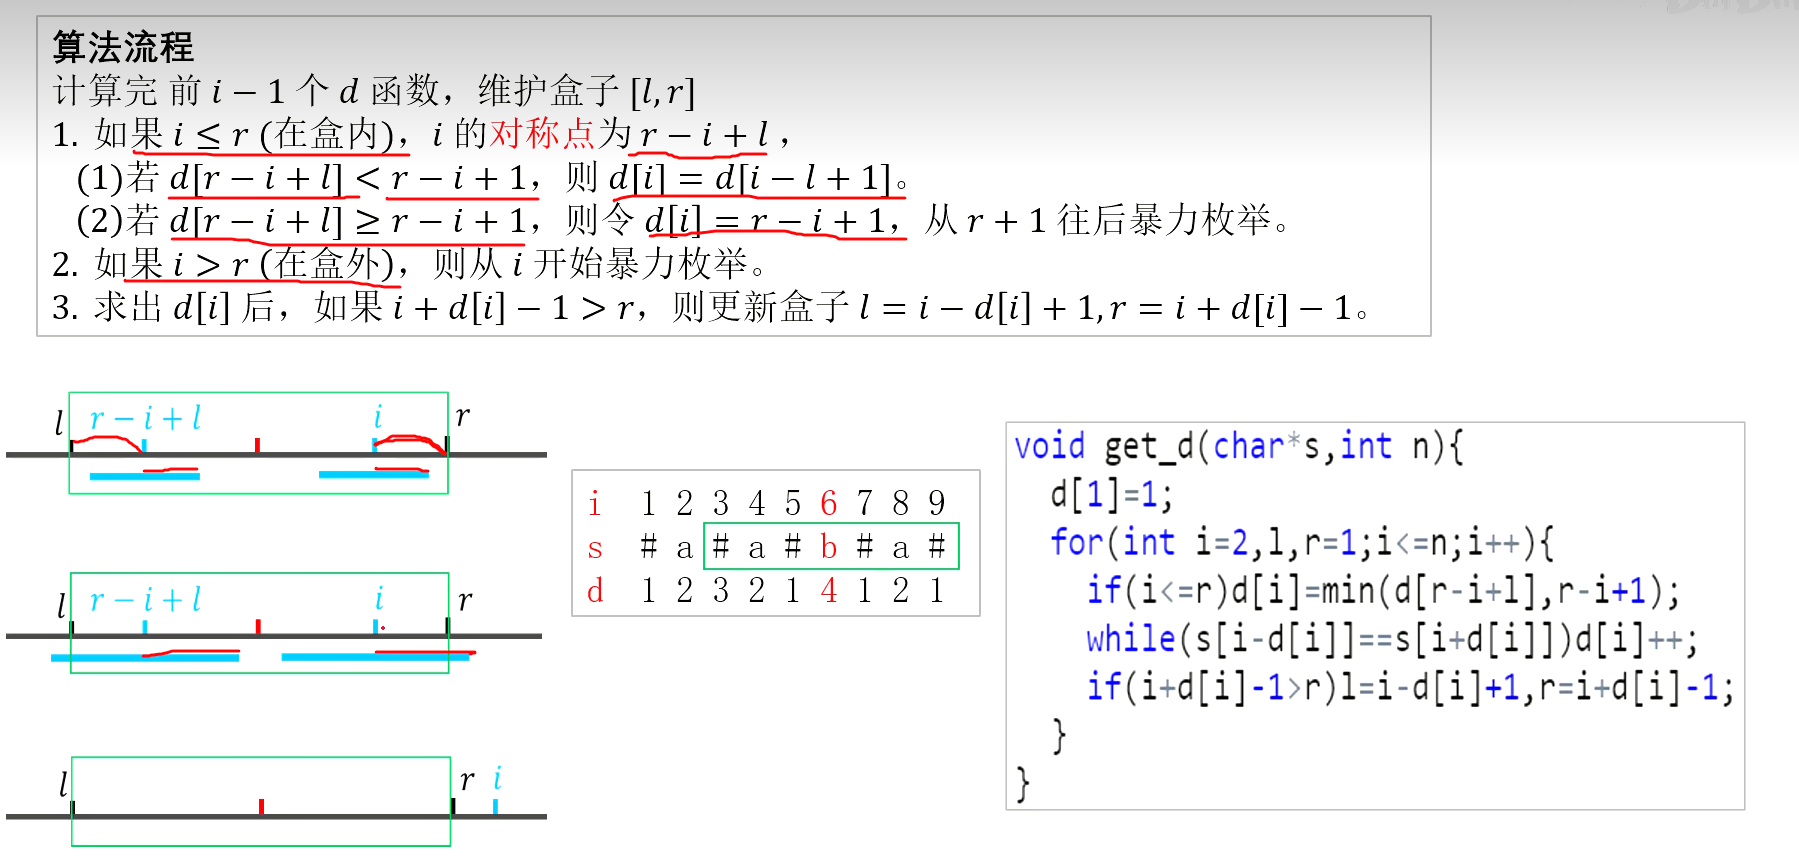 算法流程
计算完 前 i − 1 个 d 函数，维护盒子 [l, r]
1. 如果 i ≤ r (在盒内)，i 的对称点为 r − i + l，
(1)若 d[r − i + l] < r − i + 1，则 d[i] = d[i − l + 1]。
(2)若 d[r − i + l] ≥ r − i + 1，则令 d[i] = r − i + 1，从 r + 1 往后暴力枚举。
2. 如果 i > r (在盒外)，则从 i 开始暴力枚举。
3. 求出 d[i] 后，如果 i + d[i] − 1 > r，则更新盒子 l = i − d[i] + 1, r = i + d[i] − 1。
l r − i + l i r
l r − i + l i r
l r i
i 1 2 3 4 5 6 7 8 9
s # a # a # b # a #
d 1 2 3 2 1 4 1 2 1
void get_d(char*s,int n){
d[1]=1;
for(int i=2,l,r=1;i<=n;i++){
if(i<=r)d[i]=min(d[r-i+l],r-i+1);
while(s[i-d[i]]==s[i+d[i]])d[i]++;
if(i+d[i]-1>r)l=i-d[i]+1,r=i+d[i]-1;
}
}